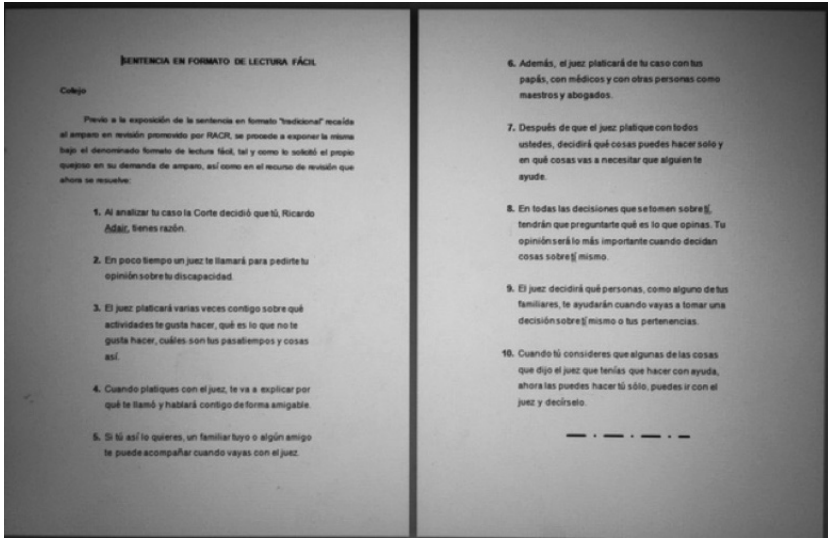 SENTENCIA EN FORMATO DE LECTURA FÁCIL
Cotejo
Previo a la exposición de la sentencia en formato "tradicional" recaída
al amparo en revisión promovido por RACR, se procede a exponer la misma
bajo el denominado formato de lectura fácil, tal y como lo solicitó el propio
quejoso en su demanda de amparo, así como en el recurso de revisión que
ahora se resuelve:
1. Al analizar tu caso la Corte decidió que tú, Ricardo
Adair, tienes razón.
2. En poco tiempo un juez te llamará para pedirte tu
opinión sobre tu discapacidad.
3. El juez platicará varias veces contigo sobre qué
actividades te gusta hacer, qué es lo que no te
gusta hacer, cuáles son tus pasatiempos y cosas
así.
4. Cuando platiques con el juez, te va a explicar por
qué te llamó y hablará contigo de forma amigable.
5. Si tú así lo quieres, un familiar tuyo o algún amigo
te puede acompañar cuando vayas con el juez.
6. Además, el juez platicará de tu caso con tus
papás, con médicos y con otras personas como
maestros y abogados.
7. Después de que el juez platique con todos
ustedes, decidirá qué cosas puedes hacer solo y
en qué cosas vas a necesitar que alguien te
ayude.
8. En todas las decisiones que se tomen sobre tí,
tendrán que preguntarte qué es lo que opinas. Tu
opinión será lo más importante cuando decidan
cosas sobre tí mismo.
9. El juez decidirá qué personas, como alguno de tus
familiares, te ayudarán cuando vayas a tomar una
decisión sobre tí mismo o tus pertenencias.
10. Cuando tú consideres que algunas de las cosas
que dijo el juez que tenías que hacer con ayuda,
ahora las puedes hacer tú sólo, puedes ir con el
juez y decírselo.